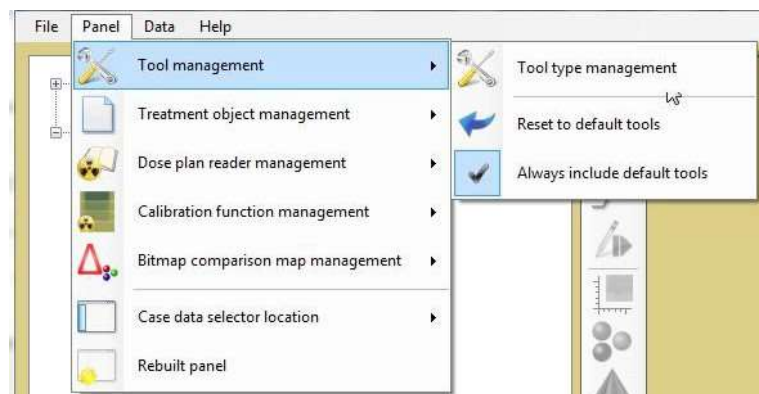 File Panel Data Help
Tool management
Treatment object management
Dose plan reader management
Calibration function management
Bitmap comparison map management
Case data selector location
Rebuilt panel
Tool type management
Reset to default tools
Always include default tools